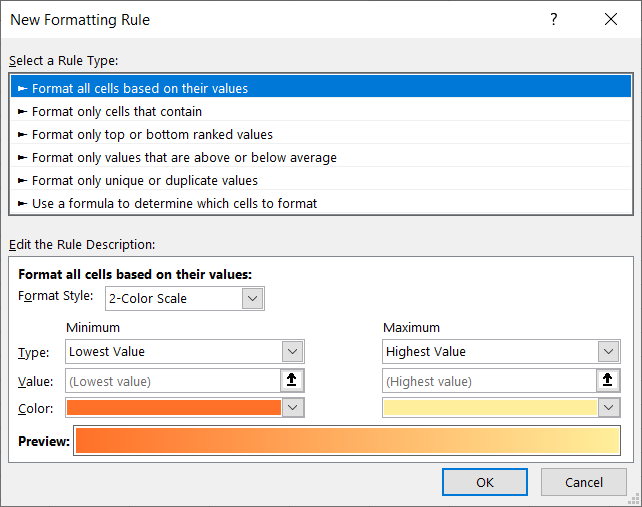 New Formatting Rule ?
Select a Rule Type:
► Format all cells based on their values
► Format only cells that contain
► Format only top or bottom ranked values
► Format only values that are above or below average
► Format only unique or duplicate values
► Use a formula to determine which cells to format
Edit the Rule Description:
Format all cells based on their values:
Format Style: 2-Color Scale
Minimum Maximum
Type: Lowest Value Highest Value
Value: (Lowest value) (Highest value)
Color:
Preview:
OK Cancel